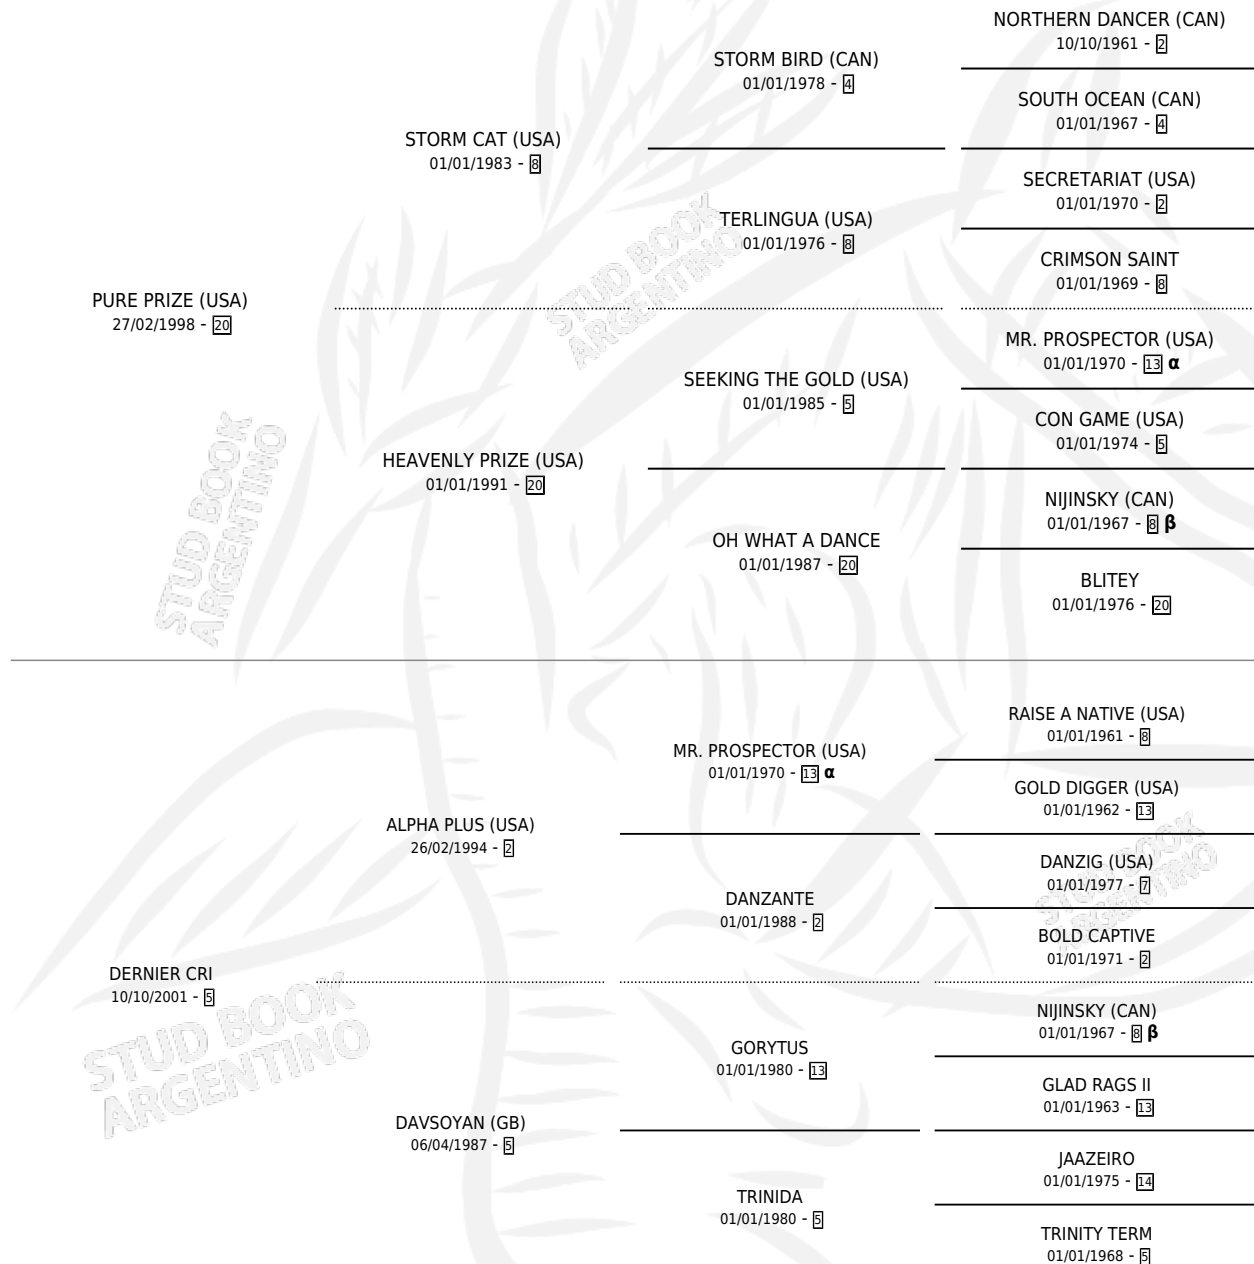 NORTHERN DANCER (CAN)
10/10/1961 - 2
STORM BIRD (CAN)
01/01/1978 - 4
SOUTH OCEAN (CAN)
01/01/1967 - 4
STORM CAT (USA)
01/01/1983 - 8
SECRETARIAT (USA)
01/01/1970 - 2
TERLINGUA (USA)
01/01/1976 - 8
CRIMSON SAINT
01/01/1969 - 8
PURE PRIZE (USA)
27/02/1998 - 20
MR. PROSPECTOR (USA)
01/01/1970 - 13 α
SEEKING THE GOLD (USA)
01/01/1985 - 5
CON GAME (USA)
01/01/1974 - 5
HEAVENLY PRIZE (USA)
01/01/1991 - 20
NIJINSKY (CAN)
01/01/1967 - 8 β
OH WHAT A DANCE
01/01/1987 - 20
BLITEY
01/01/1976 - 20
RAISE A NATIVE (USA)
01/01/1961 - 8
MR. PROSPECTOR (USA)
01/01/1970 - 13 α
GOLD DIGGER (USA)
01/01/1962 - 13
ALPHA PLUS (USA)
26/02/1994 - 2
DANZIG (USA)
01/01/1977 - 7
DANZANTE
01/01/1988 - 2
BOLD CAPTIVE
01/01/1971 - 2
DERNIER CRI
10/10/2001 - 5
NIJINSKY (CAN)
01/01/1967 - 8 β
GORYTUS
01/01/1980 - 13
GLAD RAGS II
01/01/1963 - 13
DAVSOYAN (GB)
06/04/1987 - 5
JAAZEIRO
01/01/1975 - 14
TRINIDA
01/01/1980 - 5
TRINITY TERM
01/01/1968 - 5
STUD BOOK
ARGENTINO
STUD BOOK
ARGENTINO
STUD BOOK
ARGENTINO
STUD BOOK
ARGENTINO